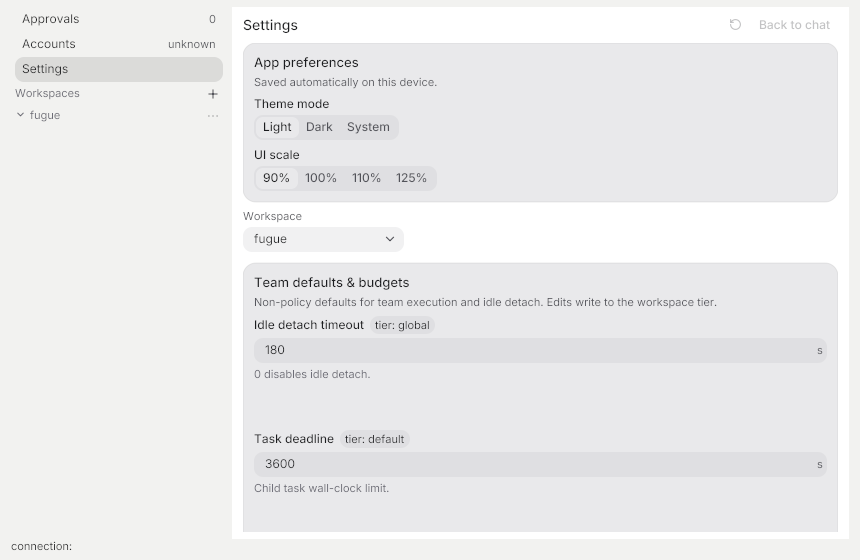 Approvals 0
Accounts unknown
Settings
Workspaces +
fugue ...
connection:
Settings
Back to chat
App preferences
Saved automatically on this device.
Theme mode
Light Dark System
UI scale
90% 100% 110% 125%
Workspace
fugue
Team defaults & budgets
Non-policy defaults for team execution and idle detach. Edits write to the workspace tier.
Idle detach timeout tier: global
180 s
0 disables idle detach.
Task deadline tier: default
3600 s
Child task wall-clock limit.